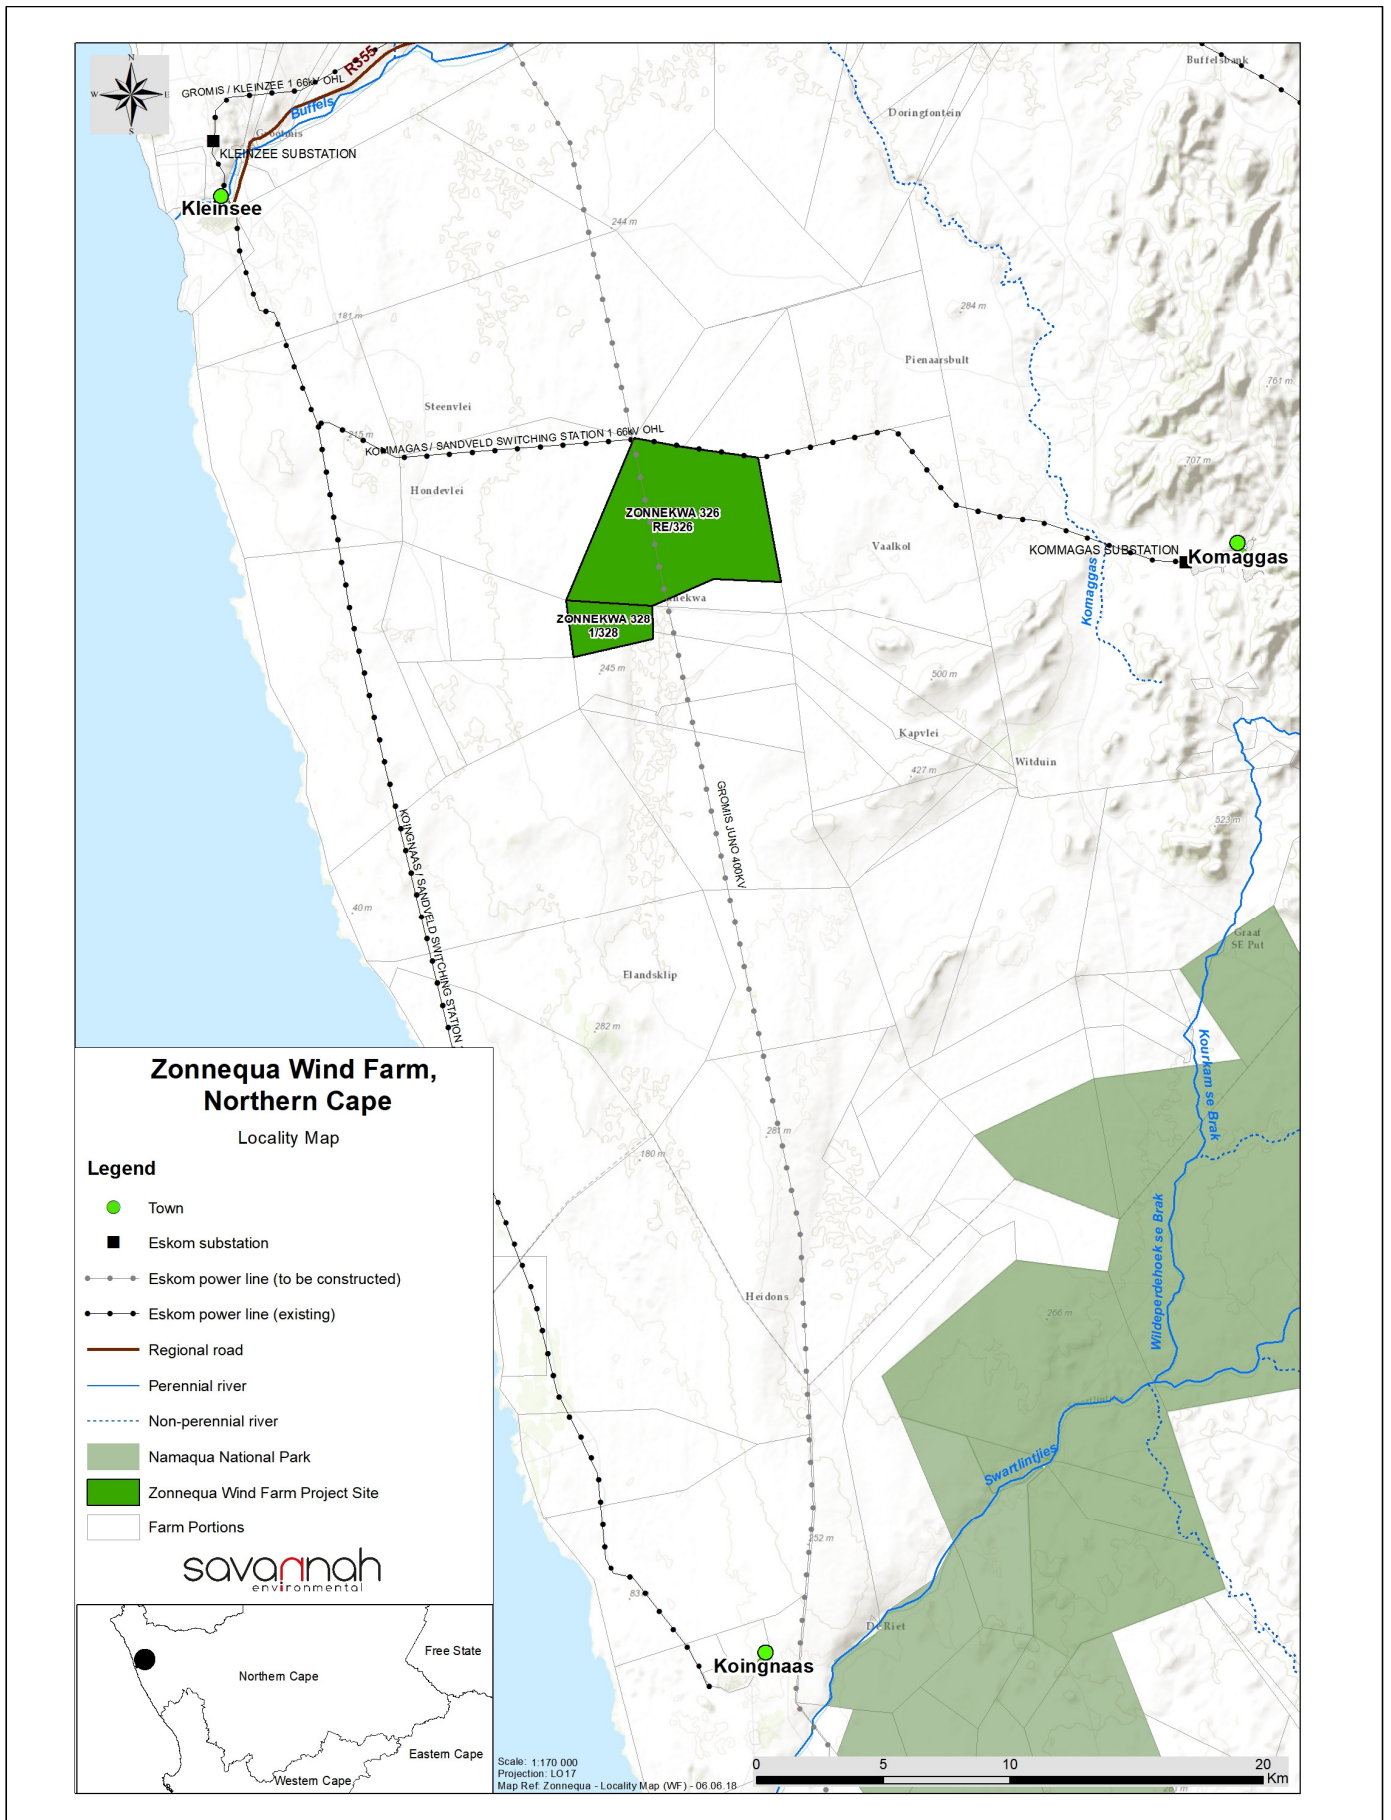 Buffelsbank
N
W
E
S
R355
GROMIS / KLEINZEE 1 66kV OHL
Buffels
Doringfontein
KLEINZEE SUBSTATION
Kleinsee
244 m
284 m
181 m
Pienaarsbult
761 m
Steenvlei
215 m
KOMMAGAS / SANDVELD SWITCHING STATION 1 66kV OHL
707 m
Hondevlei
ZONNEKWA 326
RE/326
Vaalkol
KOMMAGAS SUBSTATION
Komaggas
Komaggas
ZONNEKWA 328
1/328
245 m
500 m
Kapvlei
Witduin
427 m
GROMIS JUNO 400KV
523 m
KOINGNAAS / SANDVELD SWITCHING STATION
40 m
Graaf
SE Put
Elandsklip
282 m
Kourkam se Brak
281 m
180 m
Wildeperdehoek se Brak
Heidons
266 m
Swartlintjies
252 m
83
De Riet
Koingnaas
Zonnequa Wind Farm,
Northern Cape
Locality Map
Legend
Town
Eskom substation
Eskom power line (to be constructed)
Eskom power line (existing)
Regional road
Perennial river
Non-perennial river
Namaqua National Park
Zonnequa Wind Farm Project Site
Farm Portions
savannah
environmental
Free State
Northern Cape
Eastern Cape
Western Cape
Scale: 1:170 000
Projection: LO17
Map Ref: Zonnequa - Locality Map (WF) - 06.06.18
0 5 10 20
Km